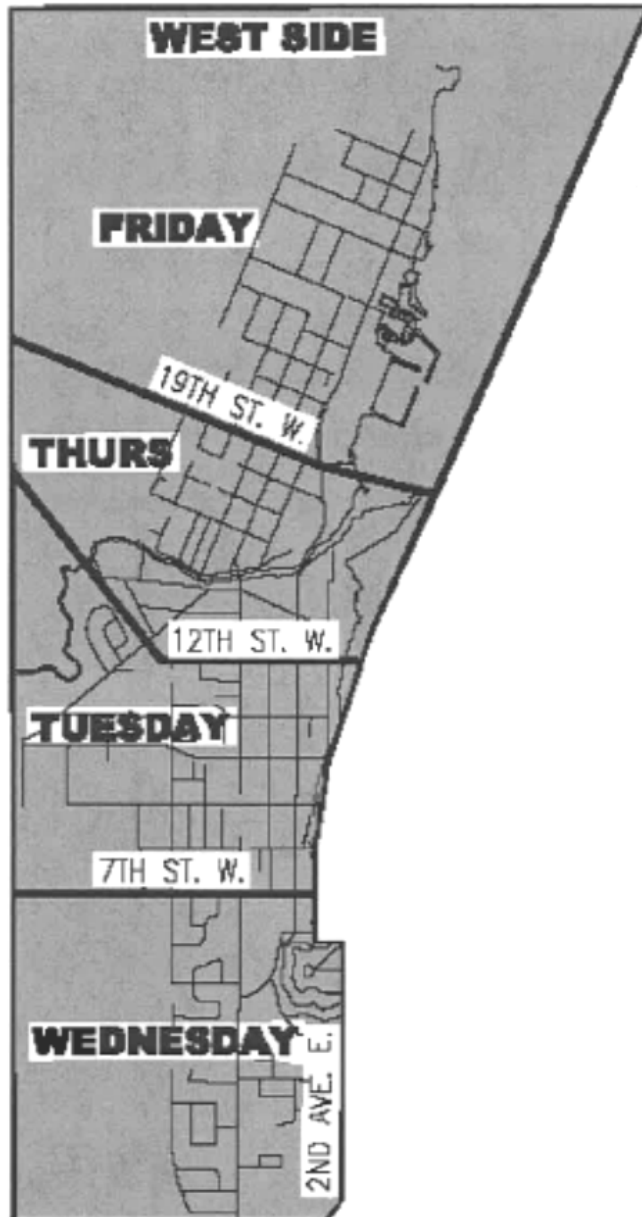 WEST SIDE
FRIDAY
19TH ST. W.
THURS
12TH ST. W.
TUESDAY
7TH ST. W.
WEDNESDAY
2ND AVE. E.